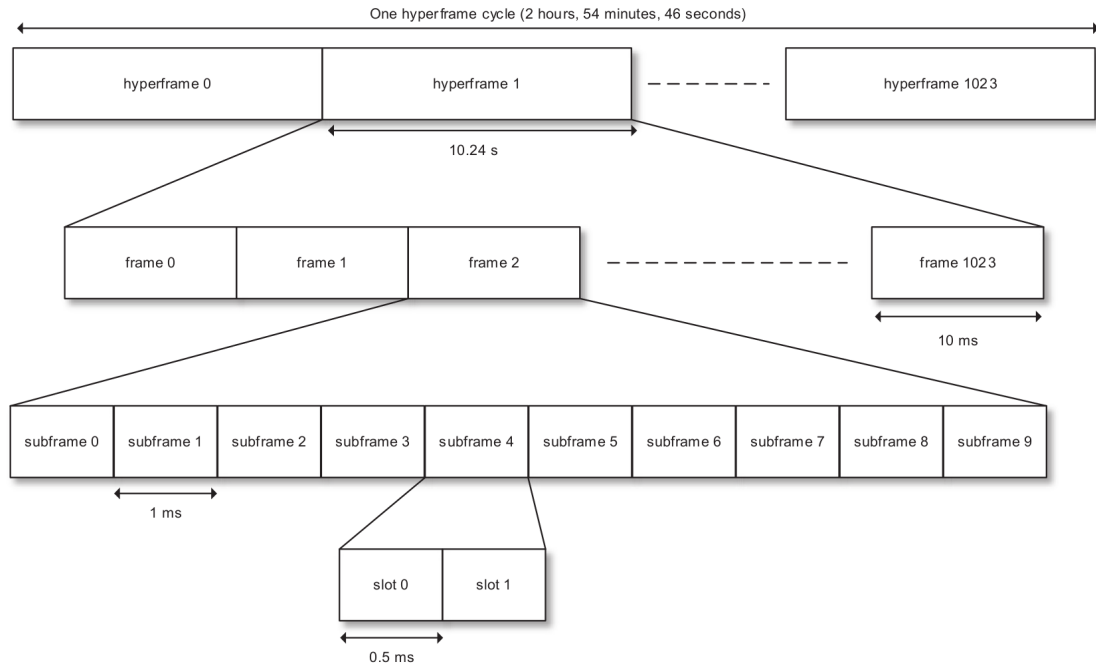 One hyperframe cycle (2 hours, 54 minutes, 46 seconds)
hyperframe 0
hyperframe 1
hyperframe 1023
10.24 s
frame 0
frame 1
frame 2
frame 1023
10 ms
subframe 0
subframe 1
subframe 2
subframe 3
subframe 4
subframe 5
subframe 6
subframe 7
subframe 8
subframe 9
1 ms
slot 0
slot 1
0.5 ms